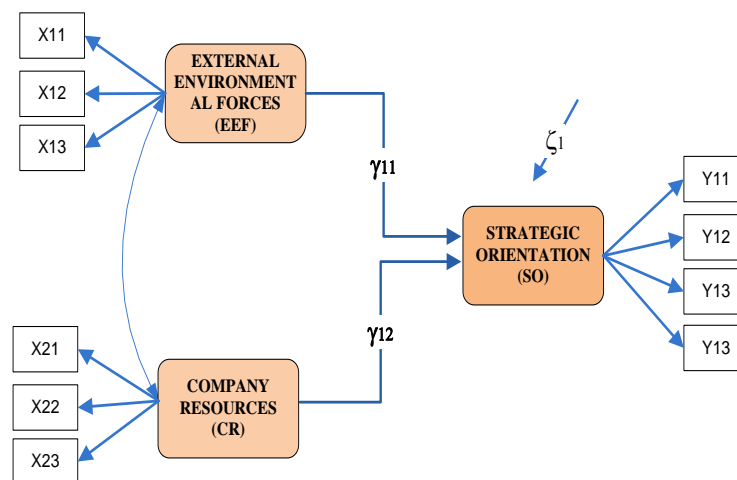 X11
X12
X13
EXTERNAL
ENVIRONMENT
AL FORCES
(EEF)
γ11
ζ1
STRATEGIC
ORIENTATION
(SO)
Y11
Y12
Y13
Y13
γ12
X21
X22
X23
COMPANY
RESOURCES
(CR)